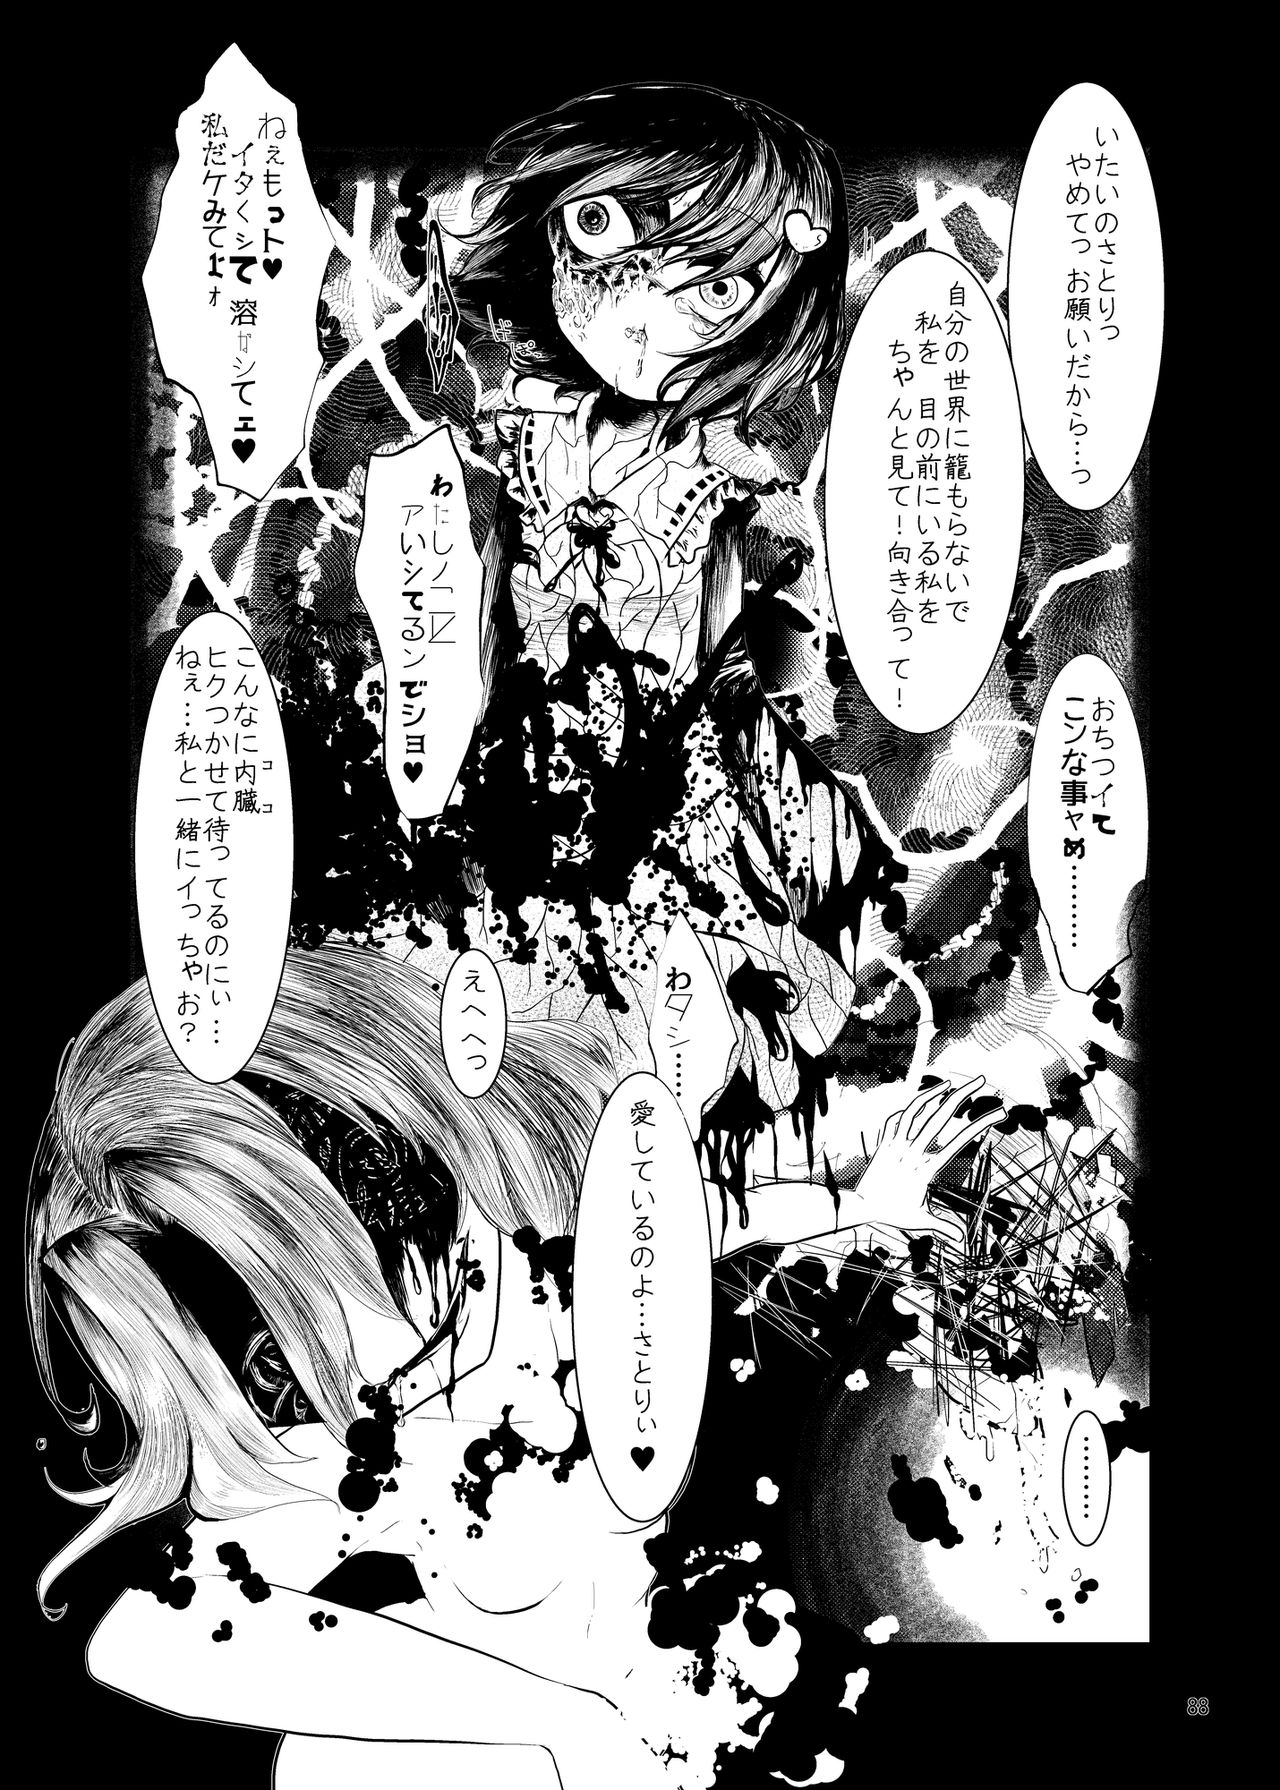 いたいのさとりっ
やめてっお願いだから…っ
自分の世界に籠もらないで
私を 目の前にいる私を
ちゃんと見て!向き合って!
おちつイて
こンな事ャめ………
ねぇもっト♥
イタくシて溶かシてェ♥
私だケみてよォ
ぎぽ
アいシてるンでショ♥
こんなに内臓ココ
ヒクつかせて待ってるのにぃ…
ねぇ…私と一緒にイっちゃお?
わタシ……
えへへっ
愛しているのよ…さとりぃ♥
………
88